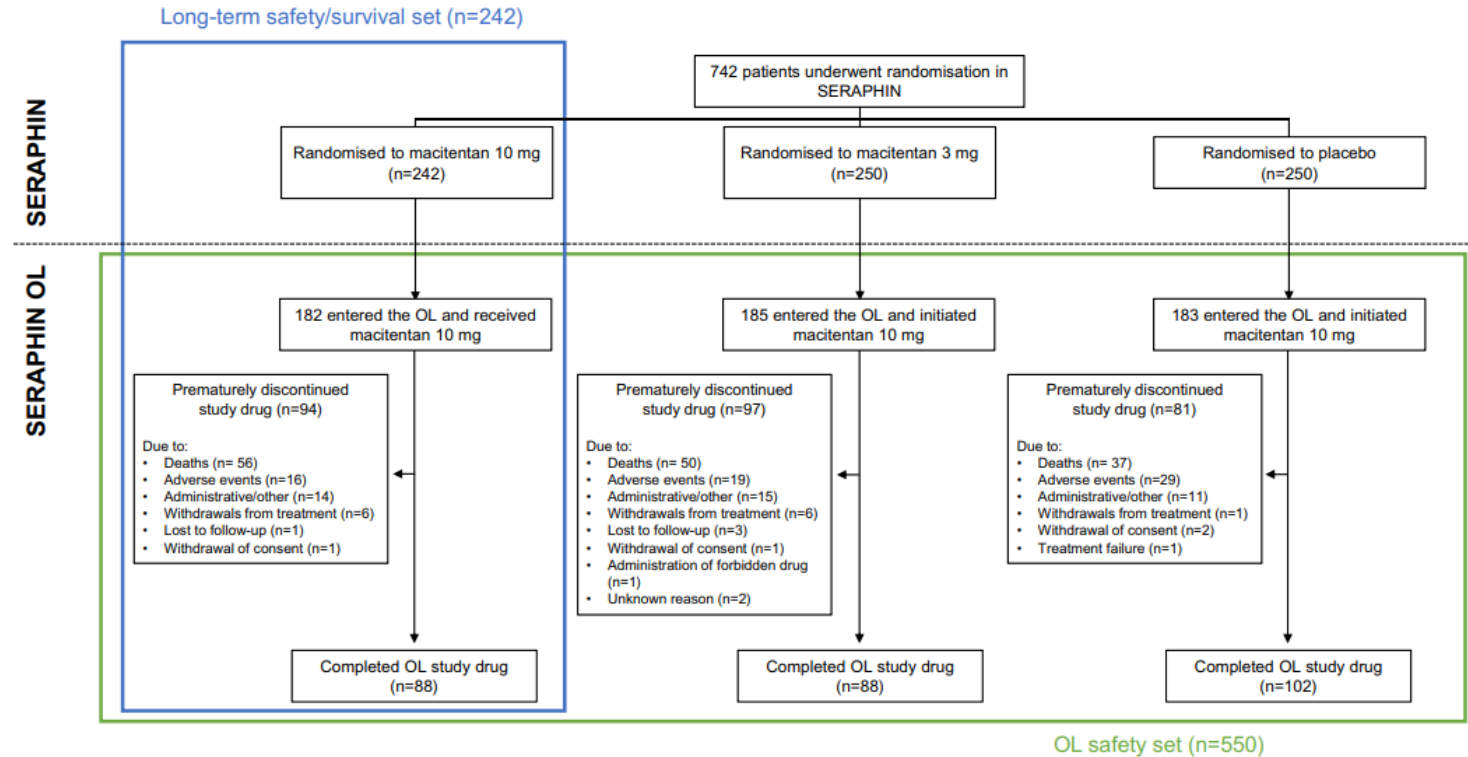 Long-term safety/survival set (n=242)
SERAPHIN
742 patients underwent randomisation in
SERAPHIN
Randomised to macitentan 10 mg
(n=242)
Randomised to macitentan 3 mg
(n=250)
Randomised to placebo
(n=250)
SERAPHIN OL
182 entered the OL and received
macitentan 10 mg
185 entered the OL and initiated
macitentan 10 mg
183 entered the OL and initiated
macitentan 10 mg
Prematurely discontinued
study drug (n=94)
Due to:
• Deaths (n= 56)
• Adverse events (n=16)
• Administrative/other (n=14)
• Withdrawals from treatment (n=6)
• Lost to follow-up (n=1)
• Withdrawal of consent (n=1)
Prematurely discontinued
study drug (n=97)
Due to:
• Deaths (n= 50)
• Adverse events (n=19)
• Administrative/other (n=15)
• Withdrawals from treatment (n=6)
• Lost to follow-up (n=3)
• Withdrawal of consent (n=1)
• Administration of forbidden drug
(n=1)
• Unknown reason (n=2)
Prematurely discontinued
study drug (n=81)
Due to:
• Deaths (n= 37)
• Adverse events (n=29)
• Administrative/other (n=11)
• Withdrawals from treatment (n=1)
• Withdrawal of consent (n=2)
• Treatment failure (n=1)
Completed OL study drug
(n=88)
Completed OL study drug
(n=88)
Completed OL study drug
(n=102)
OL safety set (n=550)